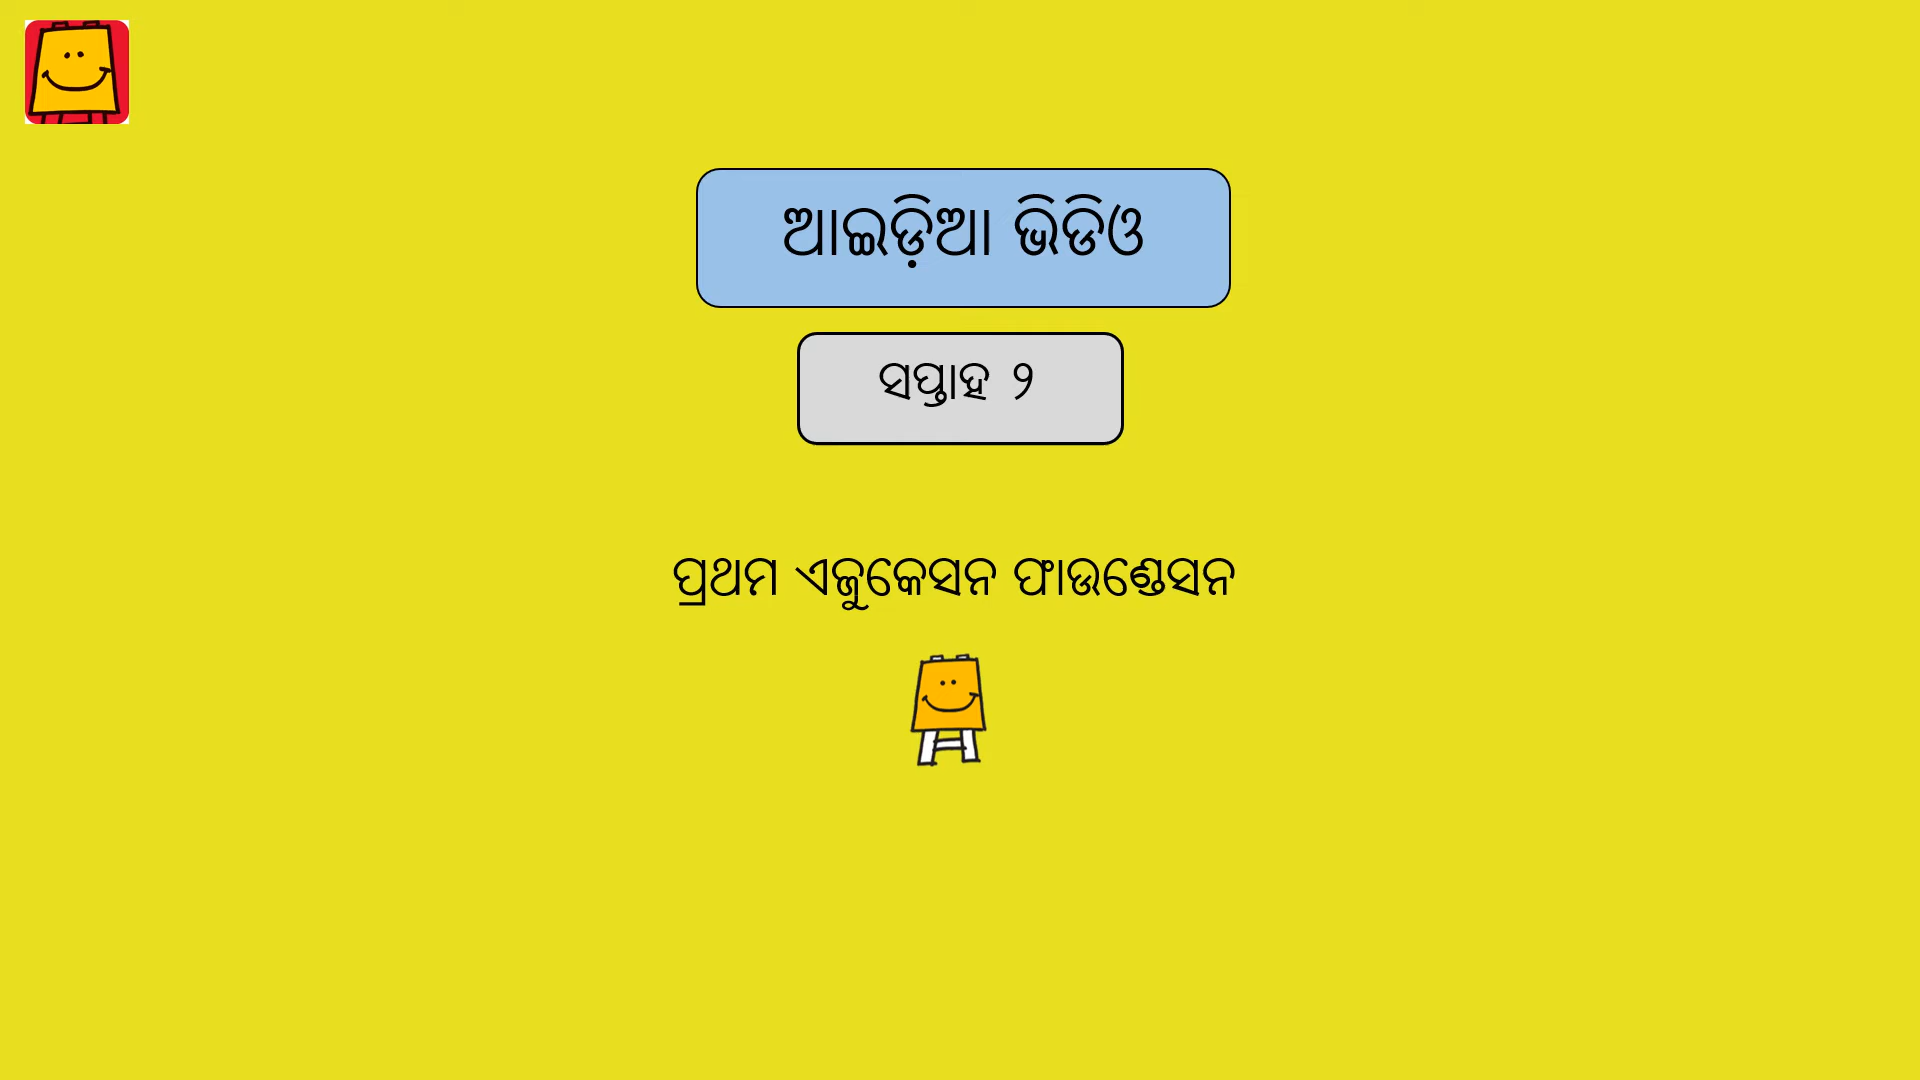 ଆଇଡ଼ିଆ ଭିଡିଓ
ସପ୍ତାହ ୨
ପ୍ରଥମ ଏଜୁକେସନ ଫାଉଣ୍ଡେସନ